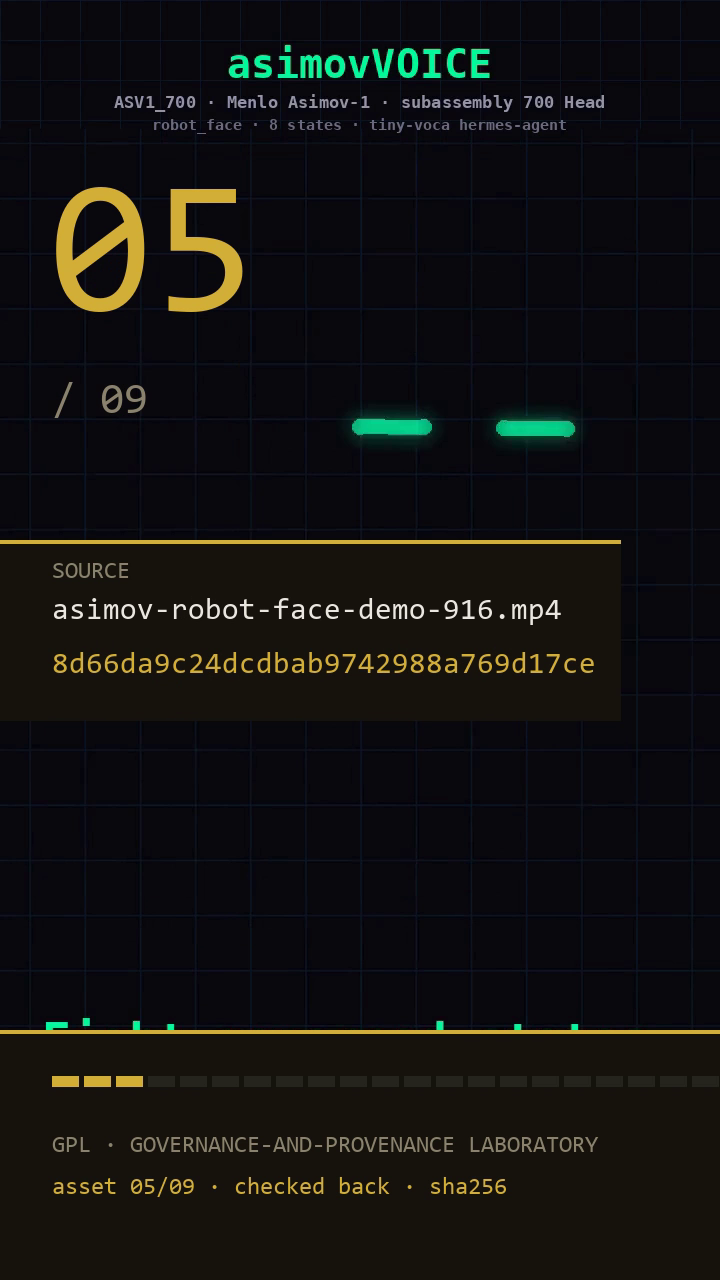 asimovVOICE
ASV1_700 · Menlo Asimov-1 · subassembly 700 Head
robot_face · 8 states · tiny-voca hermes-agent
05
/ 09
SOURCE
asimov-robot-face-demo-916.mp4
8d66da9c24dcdbab9742988a769d17ce
GPL · GOVERNANCE-AND-PROVENANCE LABORATORY
asset 05/09 · checked back · sha256